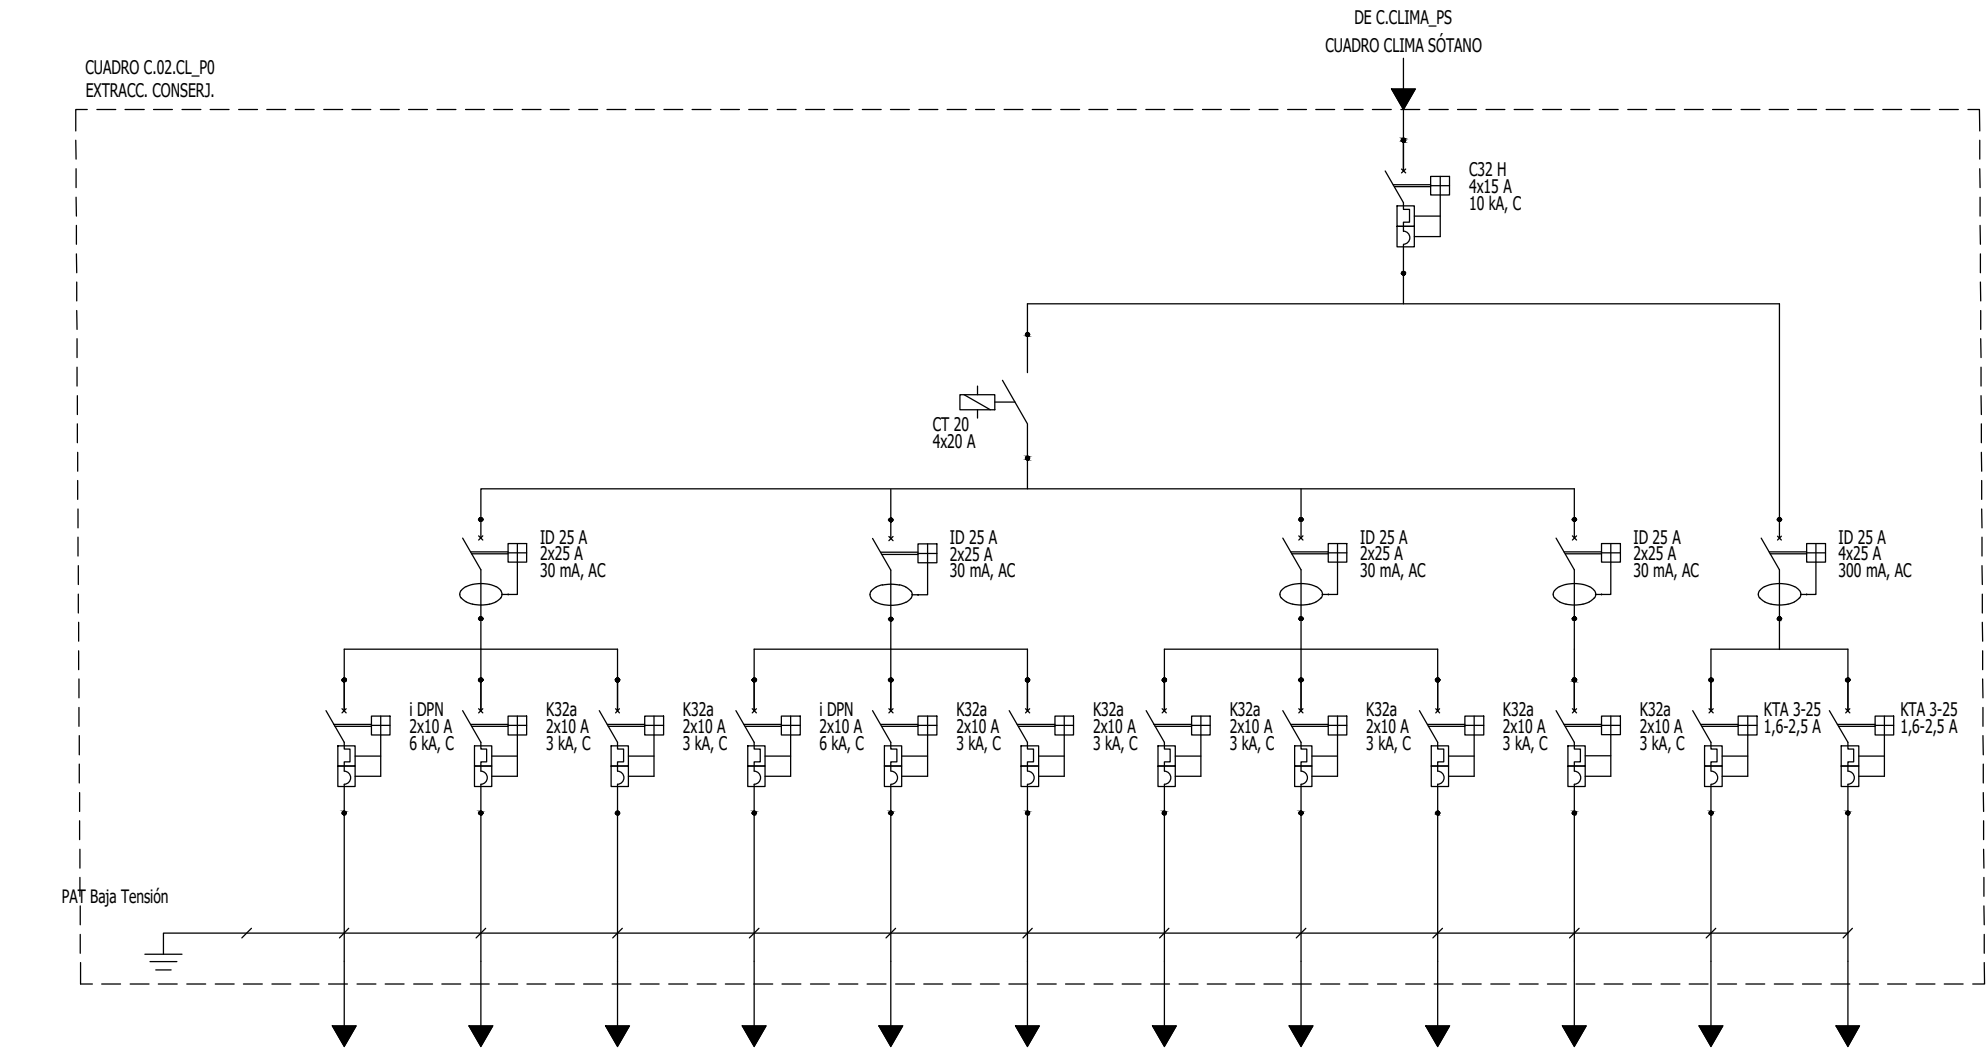 DE C.CLIMA_PS
CUADRO CLIMA SÓTANO
CUADRO C.02.CL_P0
EXTRACC. CONSERJ.
C32 H
4x15 A
10 kA, C
CT 20
4x20 A
ID 25 A
2x25 A
30 mA, AC
ID 25 A
2x25 A
30 mA, AC
ID 25 A
2x25 A
30 mA, AC
ID 25 A
2x25 A
30 mA, AC
ID 25 A
4x25 A
300 mA, AC
i DPN
2x10 A
6 kA, C
K32a
2x10 A
3 kA, C
K32a
2x10 A
3 kA, C
i DPN
2x10 A
6 kA, C
K32a
2x10 A
3 kA, C
K32a
2x10 A
3 kA, C
K32a
2x10 A
3 kA, C
K32a
2x10 A
3 kA, C
K32a
2x10 A
3 kA, C
K32a
2x10 A
3 kA, C
KTA 3-25
1,6-2,5 A
KTA 3-25
1,6-2,5 A
PAT Baja Tensión